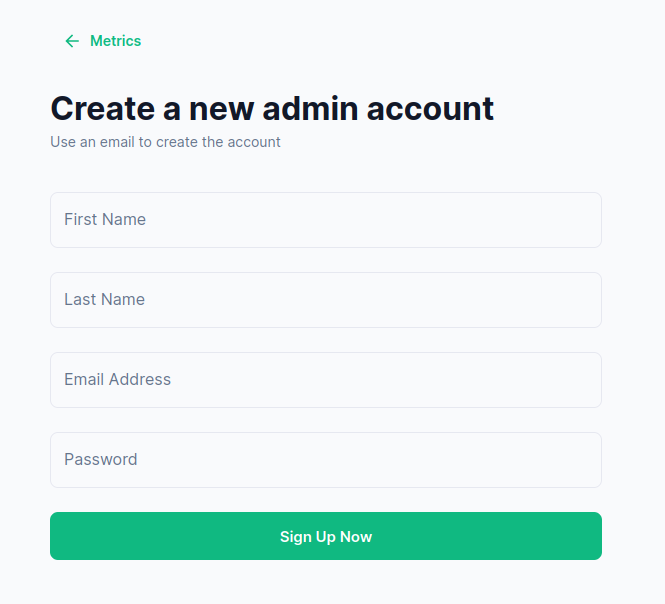 Metrics
Create a new admin account
Use an email to create the account
First Name
Last Name
Email Address
Password
Sign Up Now